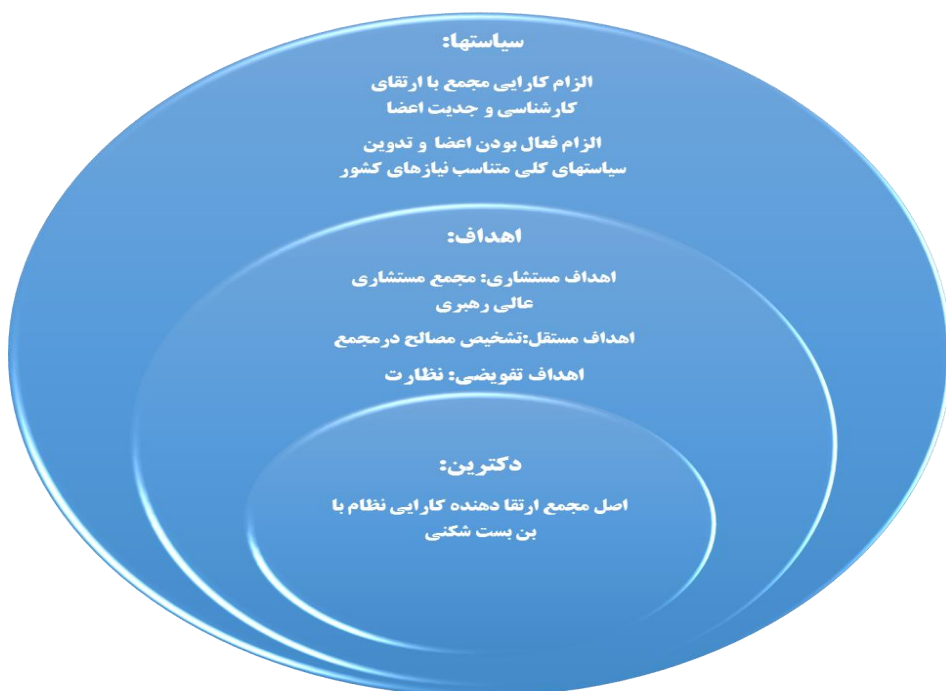 سیاستها:
الزام کارایی مجمع با ارتقای
کارشناسی و جدیت اعضا
الزام فعال بودن اعضا و تدوین
سیاستهای کلی متناسب نیازهای کشور
اهداف:
اهداف مستشاری: مجمع مستشاری
عالی رهبری
اهداف مستقل:تشخیص مصالح درمجمع
اهداف تفویضی: نظارت
دکترین:
اصل مجمع ارتقا دهنده کارایی نظام با
بن بست شکنی